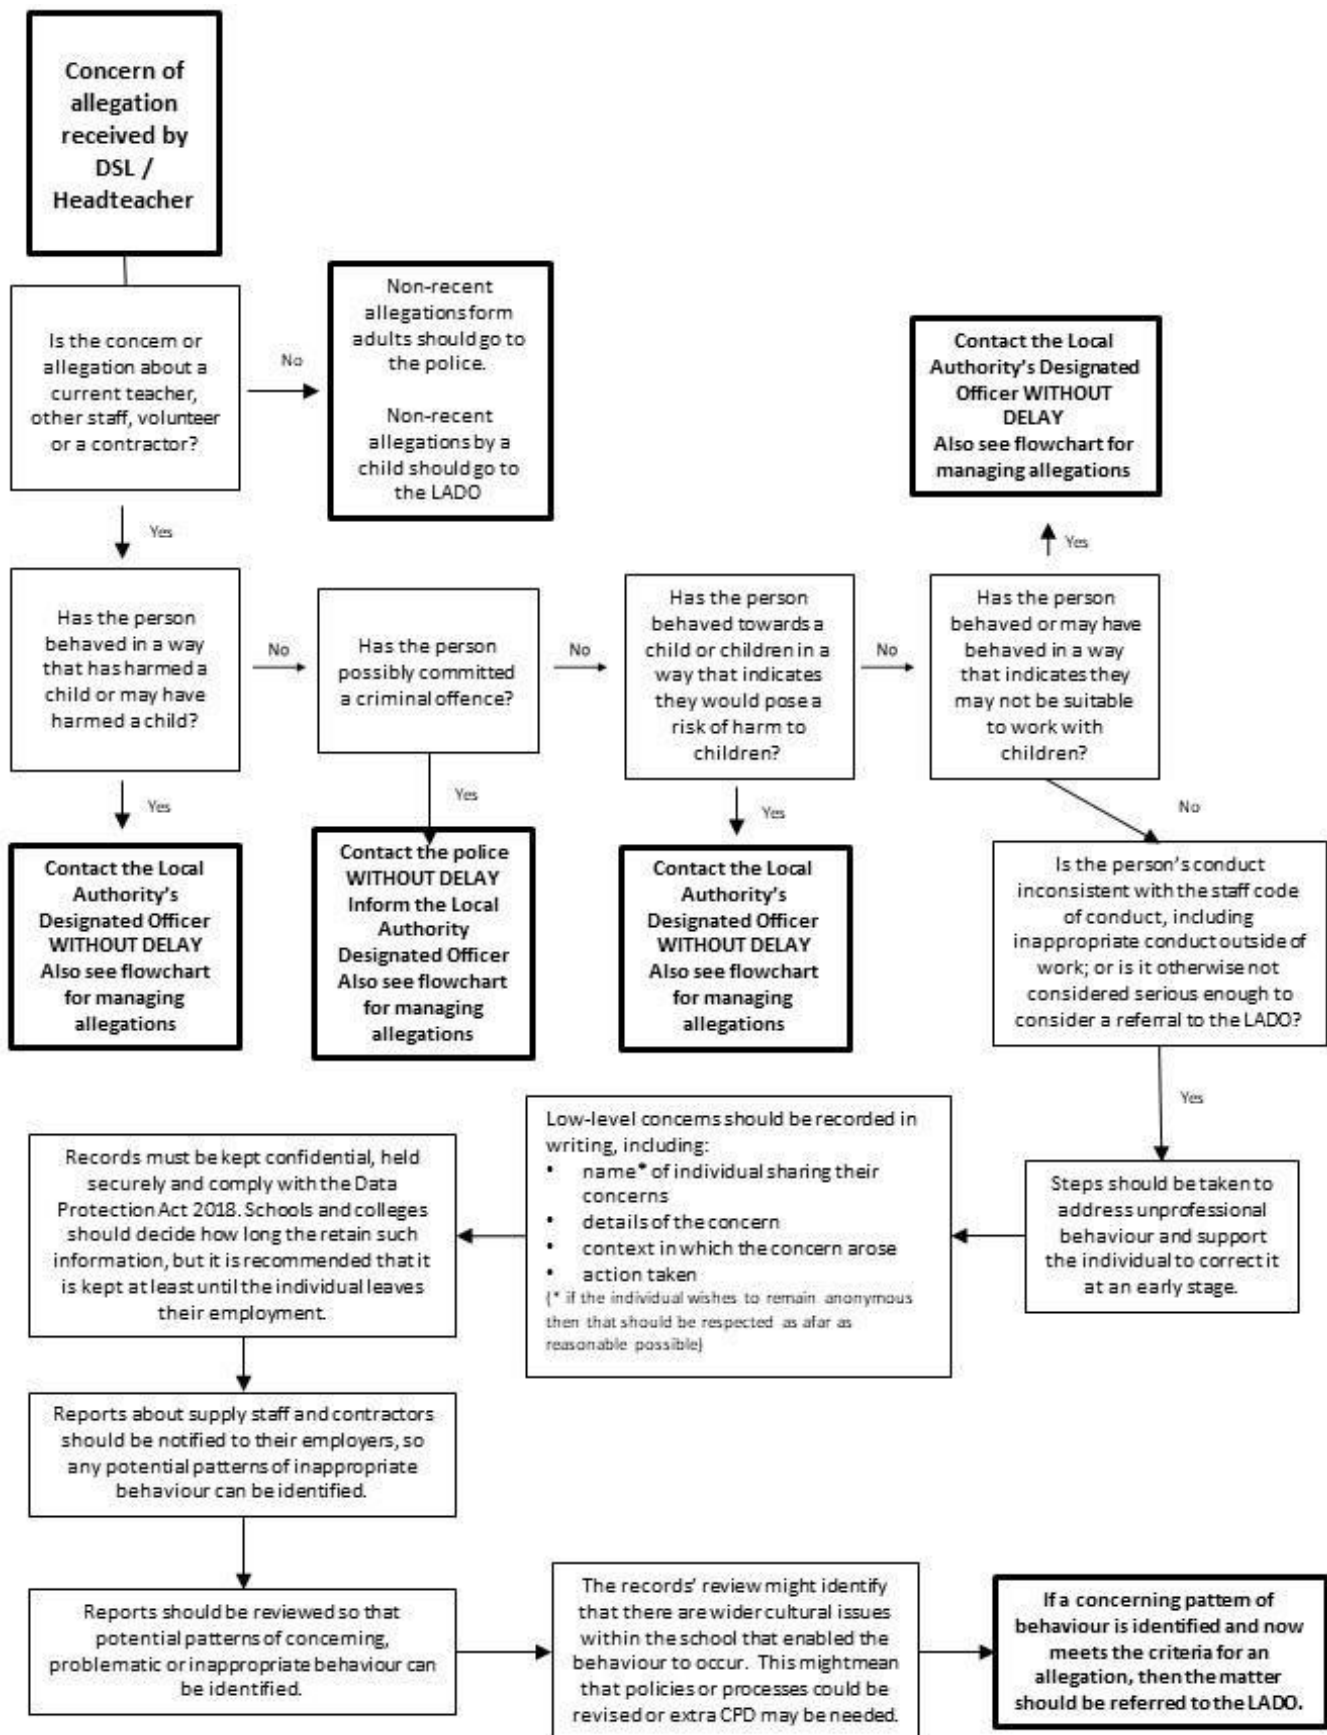 Concern of
allegation
received by
DSL /
Headteacher
Is the concern or
allegation about a
current teacher,
other staff, volunteer
or a contractor?
No
Non-recent
allegations form
adults should go to
the police.
Non-recent
allegations by a
child should go to
the LADO
Yes
Contact the Local
Authority's Designated
Officer WITHOUT
DELAY
Also see flowchart for
managing allegations
Yes
Has the person
behaved in a way
that has harmed a
child or may have
harmed a child?
No
Has the person
possibly committed
a criminal offence?
No
Has the person
behaved towards a
child or children in a
way that indicates
they would pose a
risk of harm to
children?
No
Has the person
behaved or may have
behaved in a way
that indicates they
may not be suitable
to work with
children?
Yes
Yes
Yes
No
Contact the Local
Authority's
Designated Officer
WITHOUT DELAY
Also see flowchart
for managing
allegations
Contact the police
WITHOUT DELAY
Inform the Local
Authority
Designated Officer
Also see flowchart
for managing
allegations
Contact the Local
Authority's
Designated Officer
WITHOUT DELAY
Also see flowchart
for managing
allegations
Is the person's conduct
inconsistent with the staff code
of conduct, including
inappropriate conduct outside of
work; or is it otherwise not
considered serious enough to
consider a referral to the LADO?
Yes
Steps should be taken to
address unprofessional
behaviour and support
the individual to correct it
at an early stage.
Low-level concerns should be recorded in
writing, including:
• name* of individual sharing their
concerns
• details of the concern
• context in which the concern arose
• action taken
(* if the individual wishes to remain anonymous
then that should be respected as afar as
reasonable possible)
Records must be kept confidential, held
securely and comply with the Data
Protection Act 2018. Schools and colleges
should decide how long the retain such
information, but it is recommended that it
is kept at least until the individual leaves
their employment.
Reports about supply staff and contractors
should be notified to their employers, so
any potential patterns of inappropriate
behaviour can be identified.
Reports should be reviewed so that
potential patterns of concerning,
problematic or inappropriate behaviour can
be identified.
The records' review might identify
that there are wider cultural issues
within the school that enabled the
behaviour to occur. This mightmean
that policies or processes could be
revised or extra CPD may be needed.
If a concerning pattern of
behaviour is identified and now
meets the criteria for an
allegation, then the matter
should be referred to the LADO.